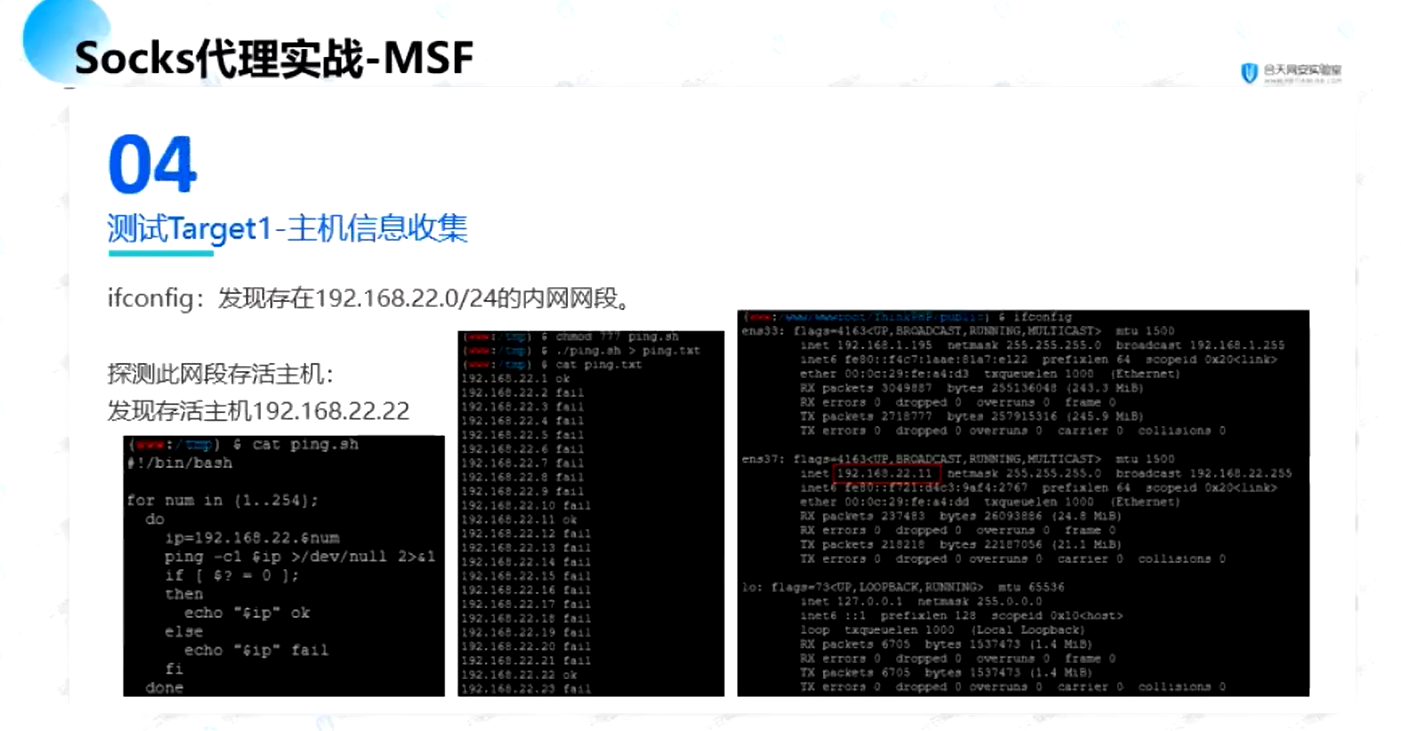 Socks代理实战-MSF
合天网安实验室
04
测试Target1-主机信息收集
ifconfig：发现存在192.168.22.0/24的内网网段。
探测此网段存活主机：
发现存活主机192.168.22.22
(www:/tmp) $ cat ping.sh
#!/bin/bash
for num in {1..254};
do
ip=192.168.22.$num
ping -c1 $ip >/dev/null 2>&1
if [ $? = 0 ];
then
echo "$ip" ok
else
echo "$ip" fail
fi
done
(www:/tmp) $ chmod 777 ping.sh
(www:/tmp) $ ./ping.sh > ping.txt
(www:/tmp) $ cat ping.txt
192.168.22.1 ok
192.168.22.2 fail
192.168.22.3 fail
192.168.22.4 fail
192.168.22.5 fail
192.168.22.6 fail
192.168.22.7 fail
192.168.22.8 fail
192.168.22.9 fail
192.168.22.10 fail
192.168.22.11 ok
192.168.22.12 fail
192.168.22.13 fail
192.168.22.14 fail
192.168.22.15 fail
192.168.22.16 fail
192.168.22.17 fail
192.168.22.18 fail
192.168.22.19 fail
192.168.22.20 fail
192.168.22.21 fail
192.168.22.22 ok
192.168.22.23 fail
(www:/www/wwwroot/ThinkPHP/public) $ ifconfig
ens33: flags=4163<UP,BROADCAST,RUNNING,MULTICAST> mtu 1500
inet 192.168.1.195 netmask 255.255.255.0 broadcast 192.168.1.255
inet6 fe80::f4c7:1aae:81a7:e122 prefixlen 64 scopeid 0x20<link>
ether 00:0c:29:fe:a4:d3 txqueuelen 1000 (Ethernet)
RX packets 3049887 bytes 255136048 (243.3 MiB)
RX errors 0 dropped 0 overruns 0 frame 0
TX packets 2718777 bytes 257915316 (245.9 MiB)
TX errors 0 dropped 0 overruns 0 carrier 0 collisions 0
ens37: flags=4163<UP,BROADCAST,RUNNING,MULTICAST> mtu 1500
inet 192.168.22.11 netmask 255.255.255.0 broadcast 192.168.22.255
inet6 fe80::f721:d4c3:9af4:2767 prefixlen 64 scopeid 0x20<link>
ether 00:0c:29:fe:a4:dd txqueuelen 1000 (Ethernet)
RX packets 237483 bytes 26093886 (24.8 MiB)
RX errors 0 dropped 0 overruns 0 frame 0
TX packets 218218 bytes 22187056 (21.1 MiB)
TX errors 0 dropped 0 overruns 0 carrier 0 collisions 0
lo: flags=73<UP,LOOPBACK,RUNNING> mtu 65536
inet 127.0.0.1 netmask 255.0.0.0
inet6 ::1 prefixlen 128 scopeid 0x10<host>
loop txqueuelen 1000 (Local Loopback)
RX packets 6705 bytes 1537473 (1.4 MiB)
RX errors 0 dropped 0 overruns 0 frame 0
TX packets 6705 bytes 1537473 (1.4 MiB)
TX errors 0 dropped 0 overruns 0 carrier 0 collisions 0